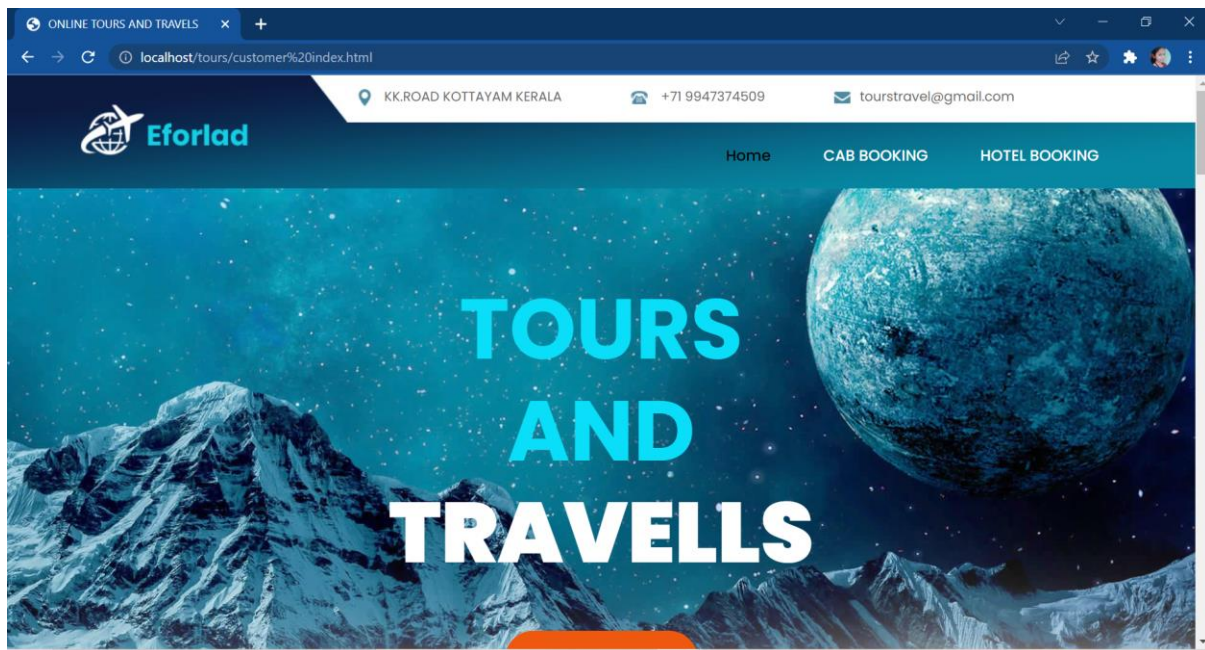 ONLINE TOURS AND TRAVELS
localhost/tours/customer%20index.html
KK.ROAD KOTTAYAM KERALA +71 9947374509 tourstravel@gmail.com
Eforlad
Home CAB BOOKING HOTEL BOOKING
TOURS
AND
TRAVELLS